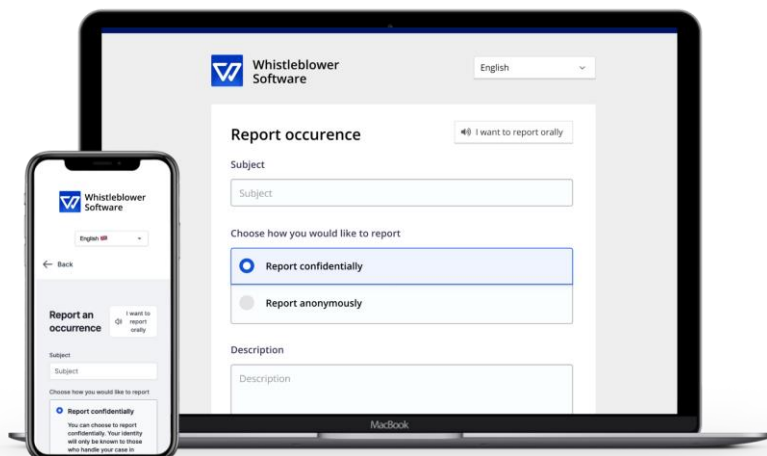 Whistleblower
Software
English
Report occurence
I want to report orally
Subject
Subject
Choose how you would like to report
Report confidentially
Report anonymously
Description
Description
MacBook
Whistleblower
Software
English
Back
Report an
occurrence
I want to
report
orally
Subject
Subject
Choose how you would like to report
Report confidentially
You can choose to report
confidentially. Your identity
will only be known to those
who handle your case in